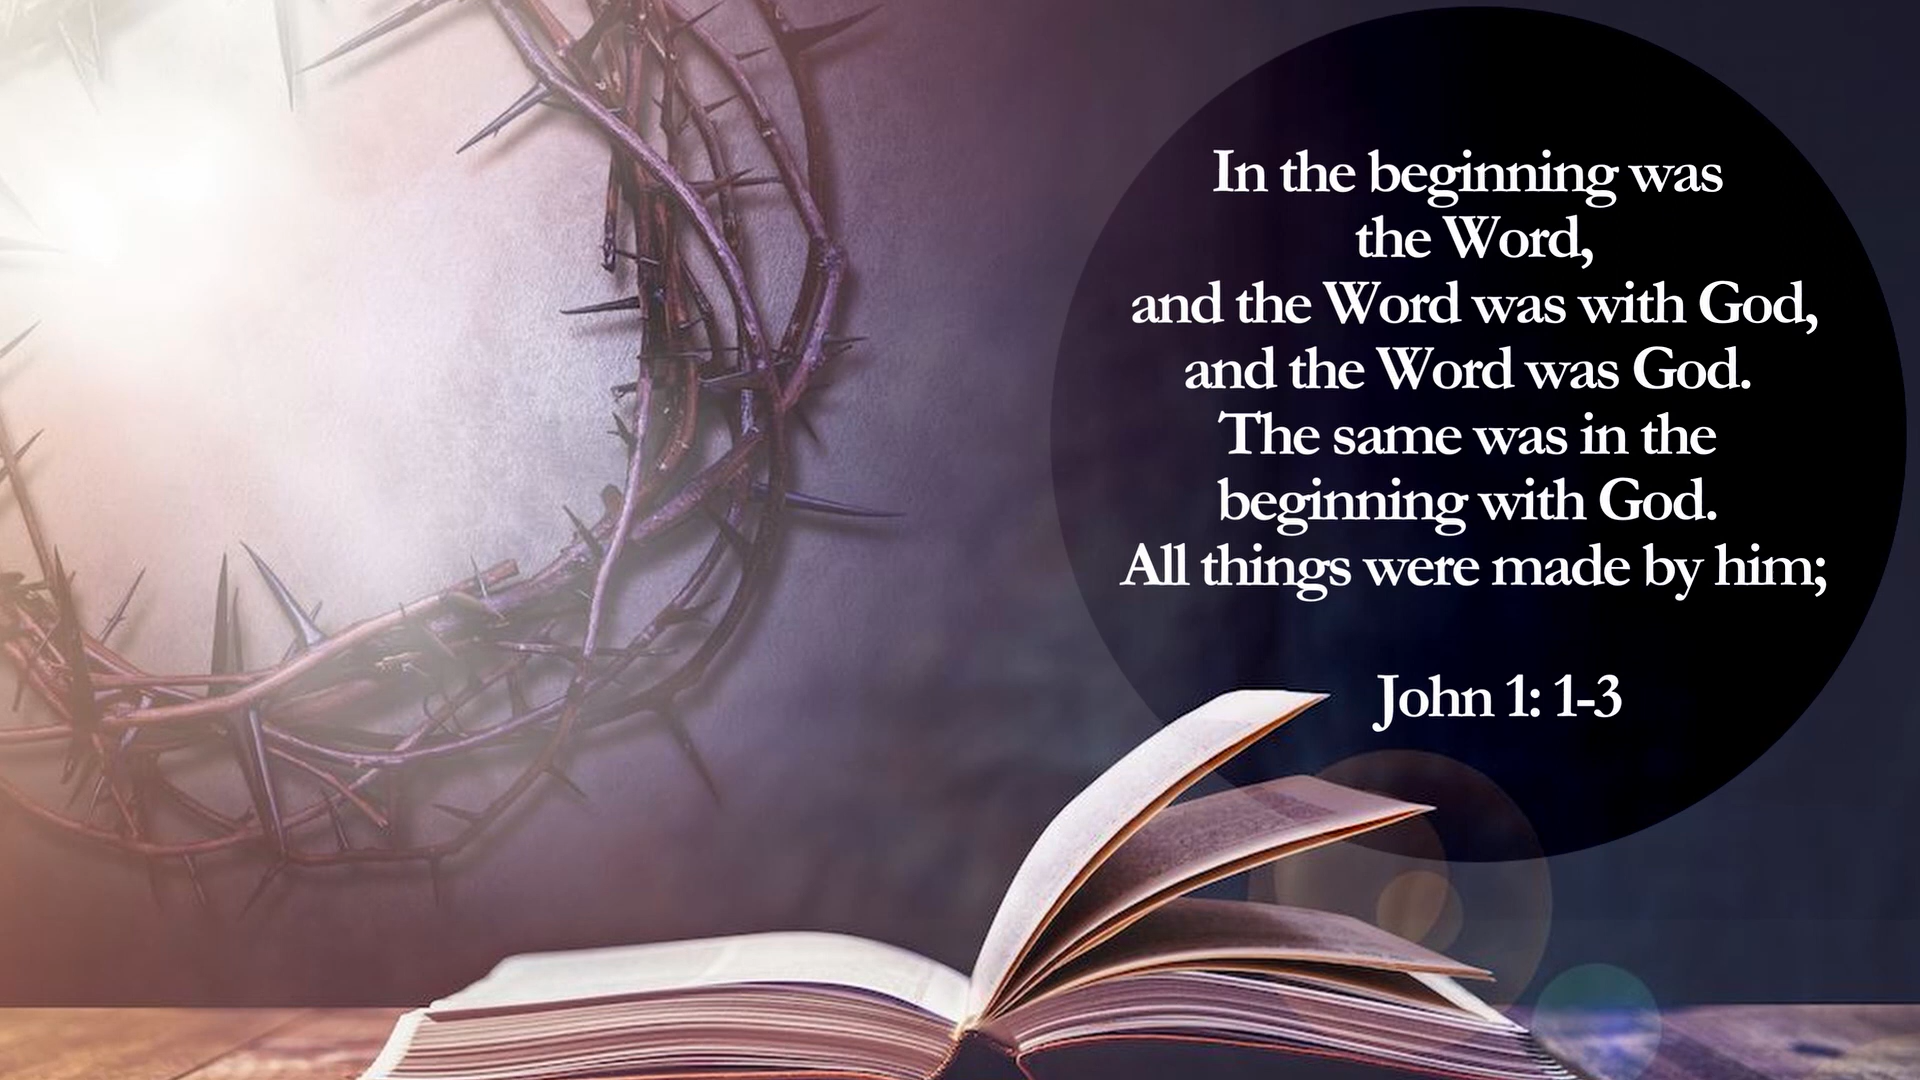 In the beginning was
the Word,
and the Word was with God,
and the Word was God.
The same was in the
beginning with God.
All things were made by him;
John 1: 1-3